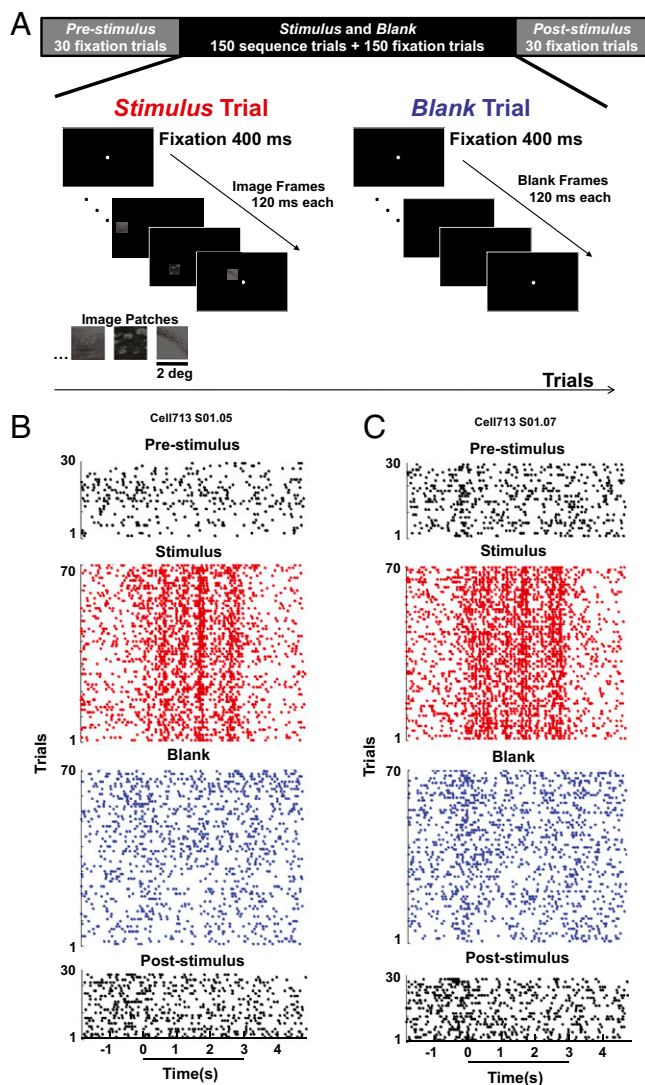 A
Pre-stimulus
30 fixation trials
Stimulus and Blank
150 sequence trials + 150 fixation trials
Post-stimulus
30 fixation trials
Stimulus Trial
Fixation 400 ms
Image Frames
120 ms each
Image Patches
...
2 deg
Blank Trial
Fixation 400 ms
Blank Frames
120 ms each
Trials
B
Cell713 S01.05
Pre-stimulus
30
1
Stimulus
70
1
Trials
Blank
70
1
Post-stimulus
30
1
-1 0 1 2 3 4
Time(s)
C
Cell713 S01.07
Pre-stimulus
30
1
Stimulus
70
1
Trials
Blank
70
1
Post-stimulus
30
1
-1 0 1 2 3 4
Time(s)